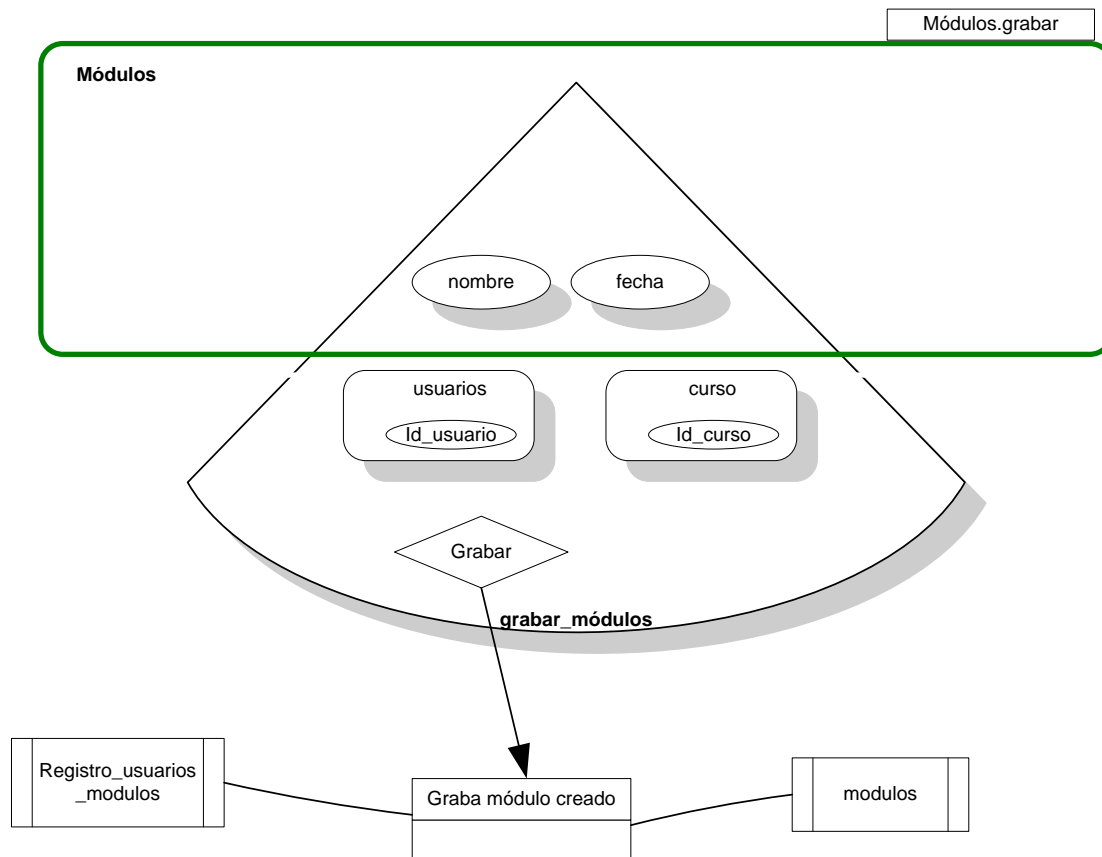 Módulos.grabar
Módulos
nombre
fecha
usuarios
curso
Id_usuario
Id_curso
Grabar
grabar_módulos
Registro_usuarios
_modulos
Graba módulo creado
modulos